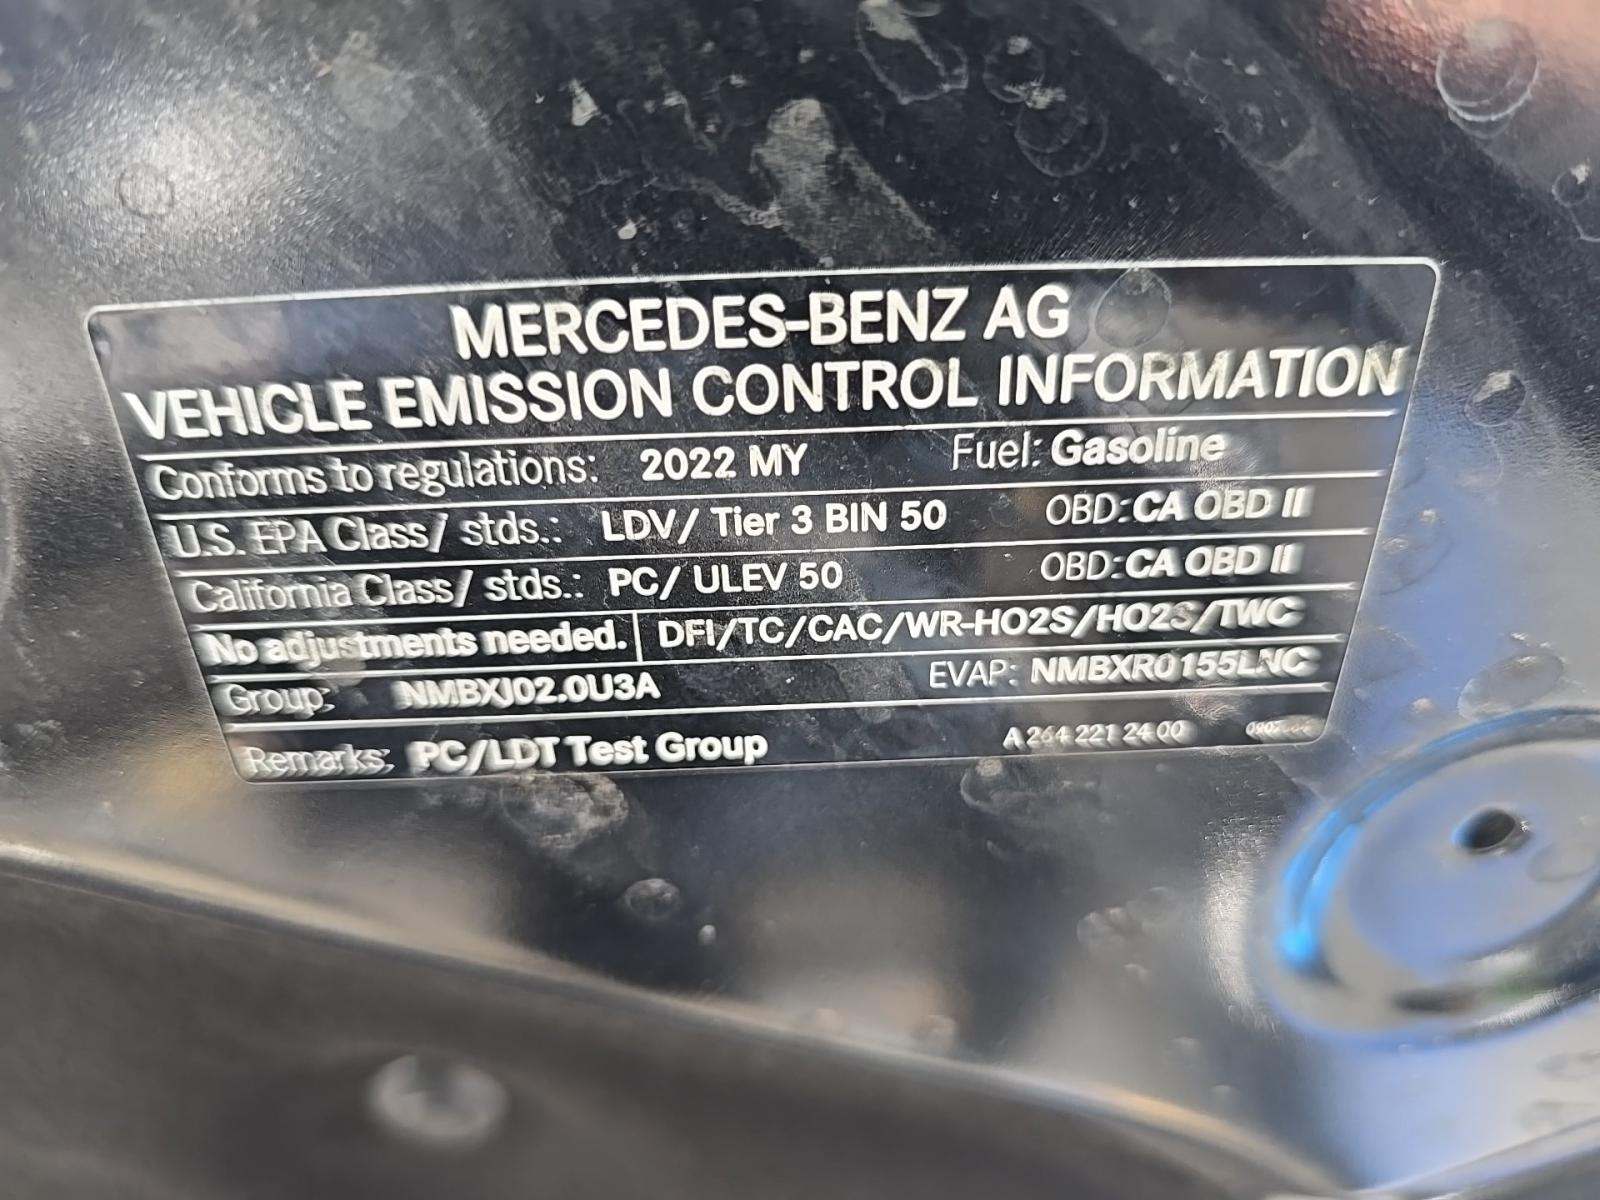 MERCEDES-BENZ AG
VEHICLE EMISSION CONTROL INFORMATION
Conforms to regulations: 2022 MY Fuel: Gasoline
U.S. EPA Class/ stds.: LDV/ Tier 3 BIN 50 OBD: CA OBD II
California Class/ stds.: PC/ ULEV 50 OBD: CA OBD II
No adjustments needed. DFI/TC/CAC/WR-HO2S/HO2S/TWC
Group: NMBXJ02.0U3A EVAP: NMBXR0155LNC
Remarks: PC/LDT Test Group A 264 221 24 00